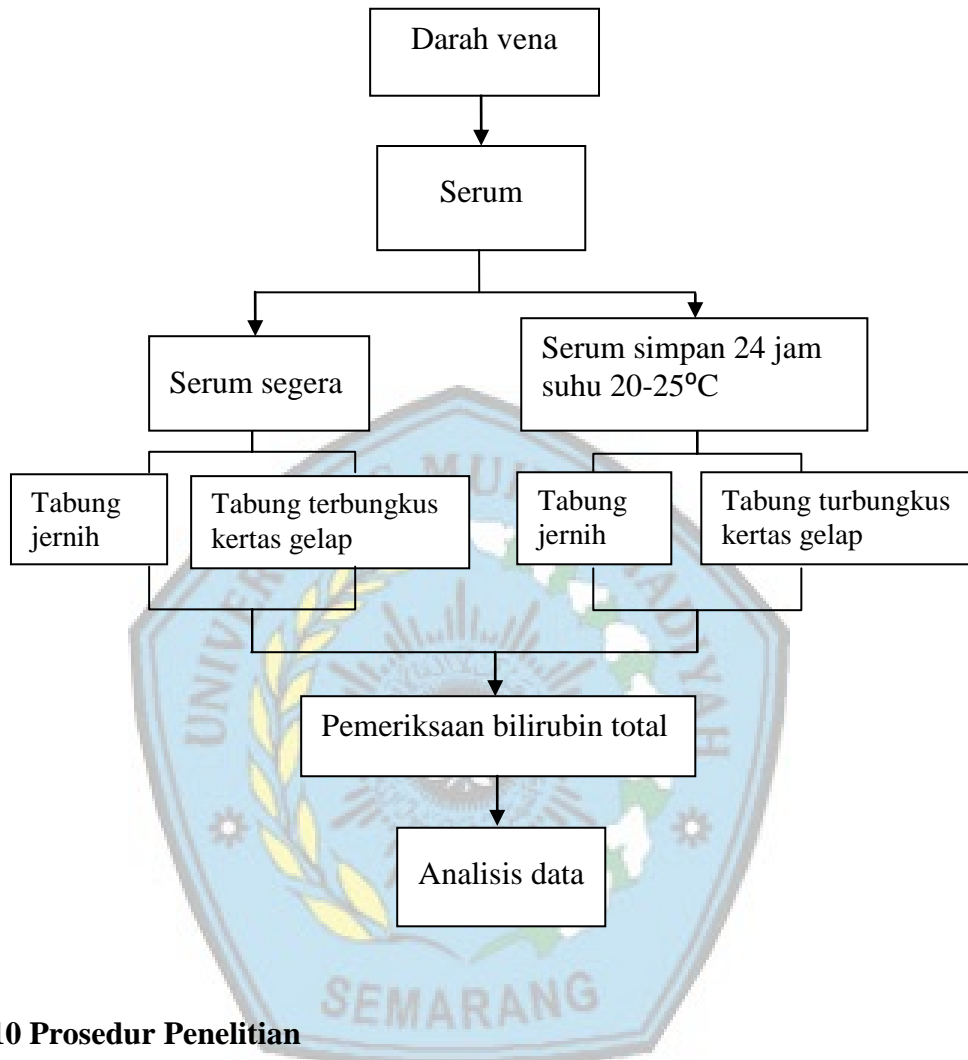 Darah vena
Serum
Serum segera
Serum simpan 24 jam
suhu 20-25⁰C
Tabung
jernih
Tabung terbungkus
kertas gelap
Tabung
jernih
Tabung turbungkus
kertas gelap
Pemeriksaan bilirubin total
Analisis data
SEMARANG
10 Prosedur Penelitian